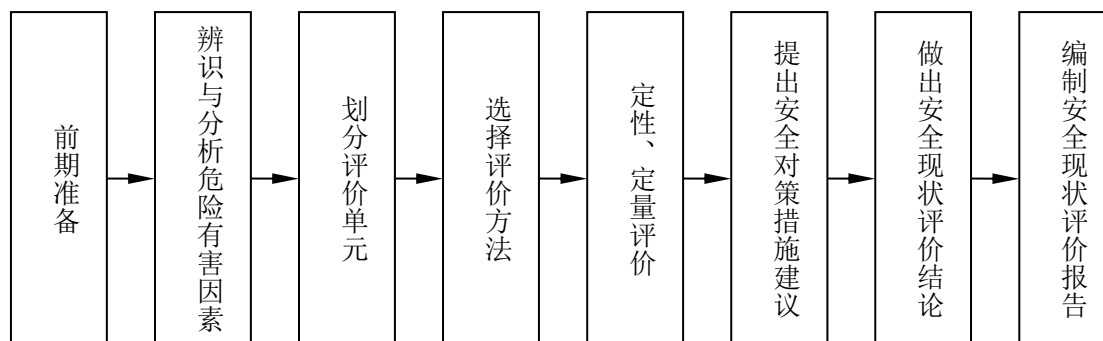 前期准备
辨识与分析危险有害因素
划分评价单元
选择评价方法
定性、定量评价
提出安全对策措施建议
做出安全现状评价结论
编制安全现状评价报告